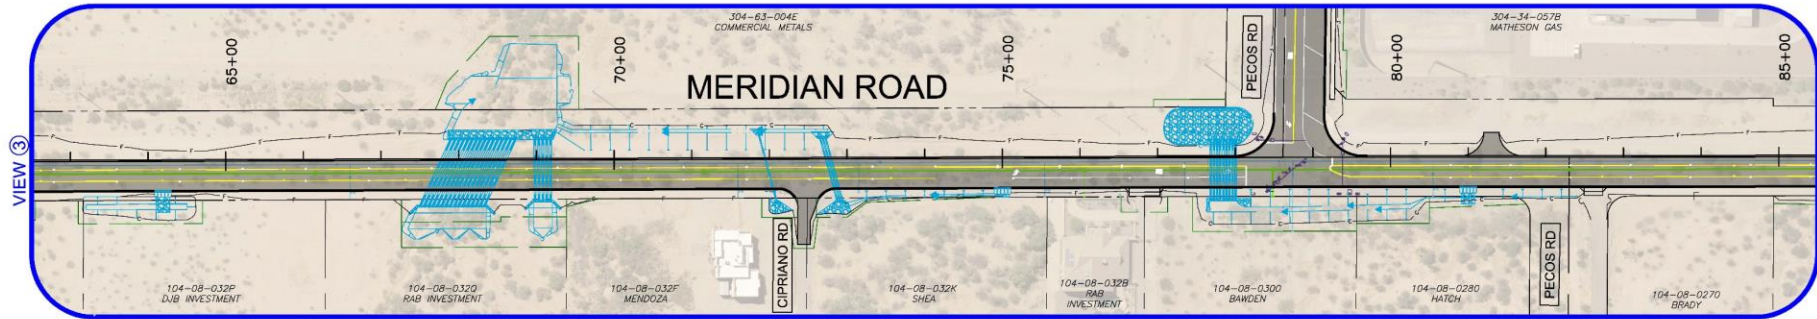 304-63-004E
COMMERCIAL METALS
304-34-057B
MATHESON GAS
65+00
70+00
75+00
80+00
85+00
PECOS RD
MERIDIAN ROAD
VIEW ③
CIPRIANO RD
PECOS RD
104-08-032P
DJB INVESTMENT
104-08-032Q
RAB INVESTMENT
104-08-032F
MENDOZA
104-08-032K
SHEA
104-08-032B
RAB
INVESTMENT
104-08-0300
BAWDEN
104-08-0280
HATCH
104-08-0270
BRADY